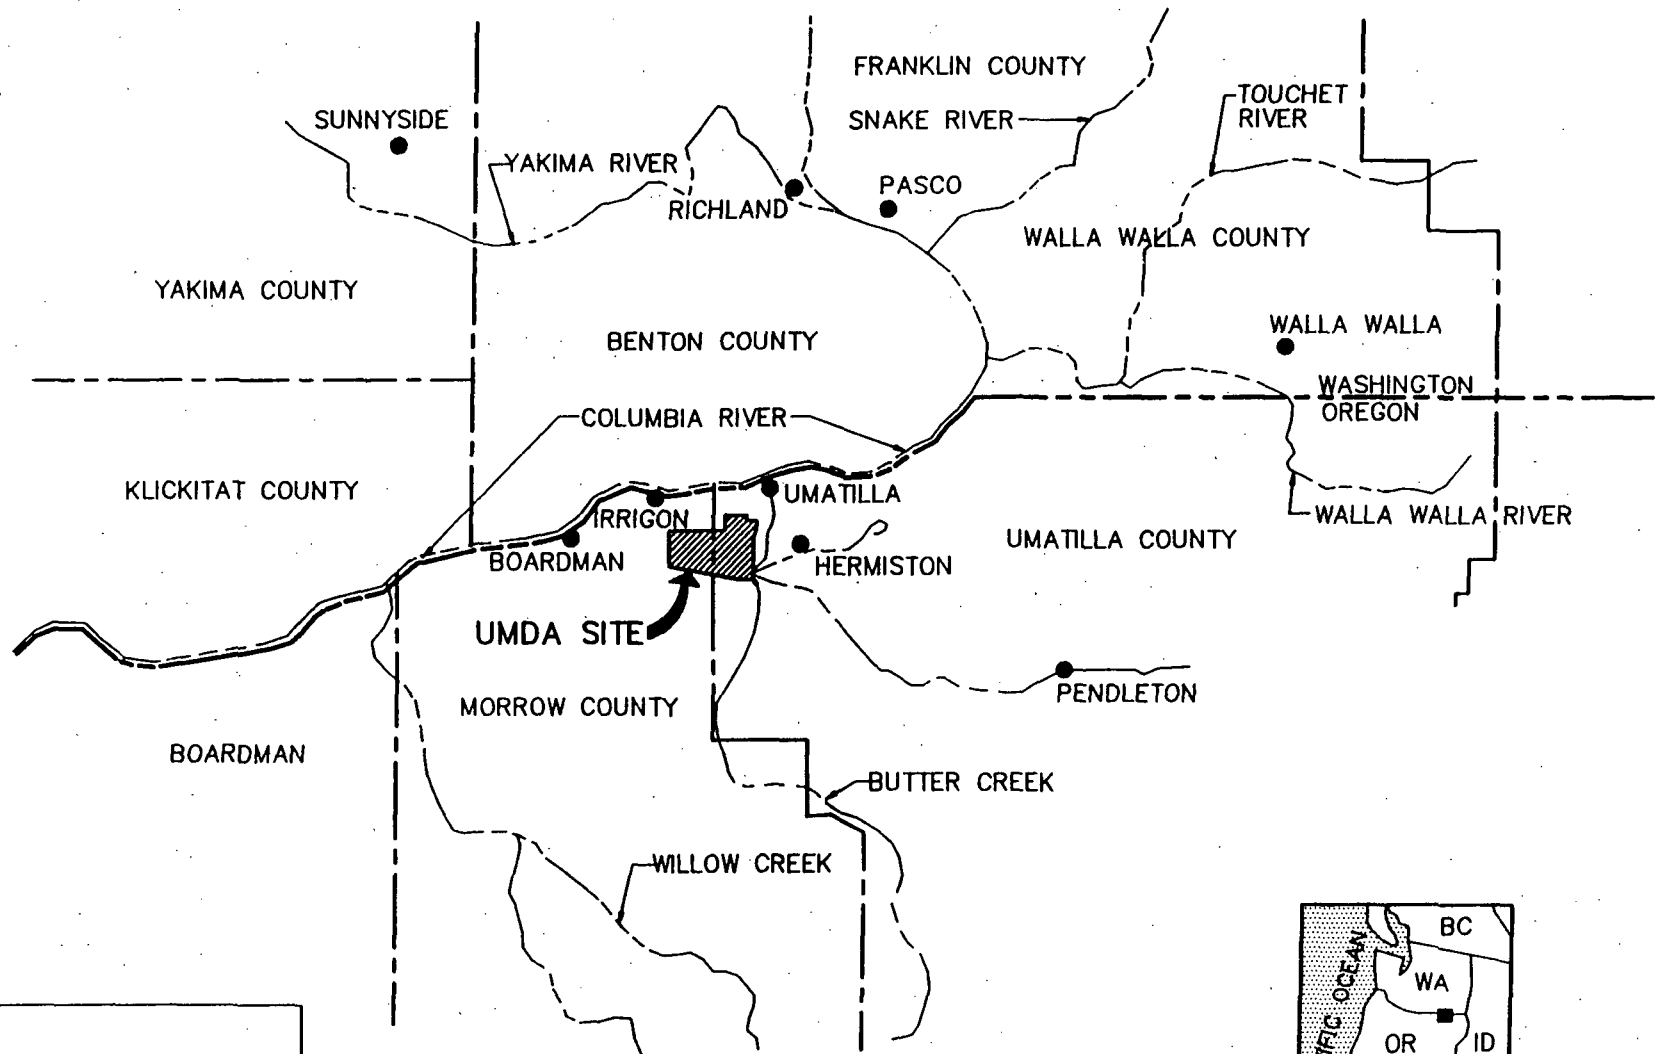 FRANKLIN COUNTY
SUNNYSIDE
SNAKE RIVER
TOUCHET
RIVER
YAKIMA RIVER
RICHLAND
PASCO
WALLA WALLA COUNTY
YAKIMA COUNTY
BENTON COUNTY
WALLA WALLA
WASHINGTON
OREGON
COLUMBIA RIVER
KLICKITAT COUNTY
UMATILLA
IRRIGON
WALLA WALLA RIVER
UMATILLA COUNTY
BOARDMAN
HERMISTON
UMDA SITE
PENDLETON
MORROW COUNTY
BOARDMAN
BUTTER CREEK
WILLOW CREEK
BC
OCEAN
WA
OR
ID